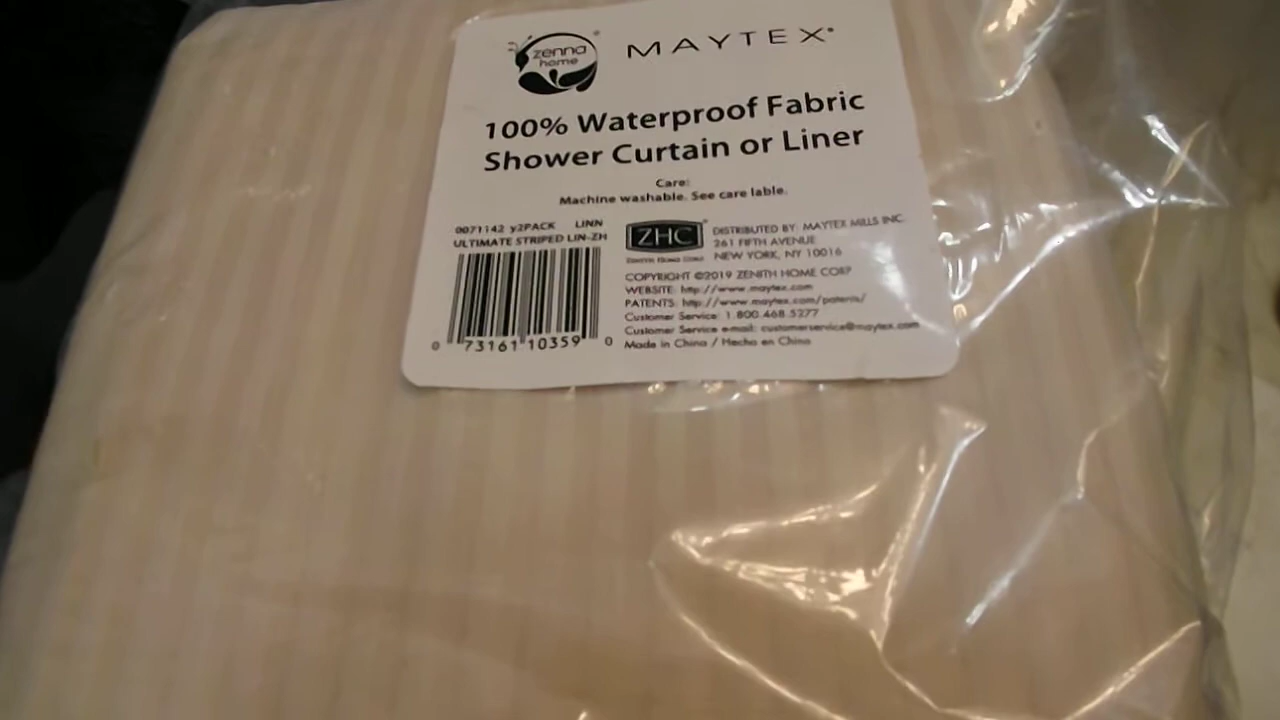 zenna
home
MAYTEX
100% Waterproof Fabric
Shower Curtain or Liner
Care:
Machine washable. See care lable.
0071142 y2PACK LINN
ULTIMATE STRIPED LIN-ZH
0 73161 10359 0
ZHC
ZENITH HOME CORP.
DISTRIBUTED BY: MAYTEX MILLS INC.
261 FIFTH AVENUE
NEW YORK, NY 10016
COPYRIGHT ©2019 ZENITH HOME CORP
WEBSITE: http://www.maytex.com
PATENTS: http://www.maytex.com/patents/
Customer Service: 1.800.468.5277
Customer Service e-mail: customerservice@maytex.com
Made in China / Hecho en China